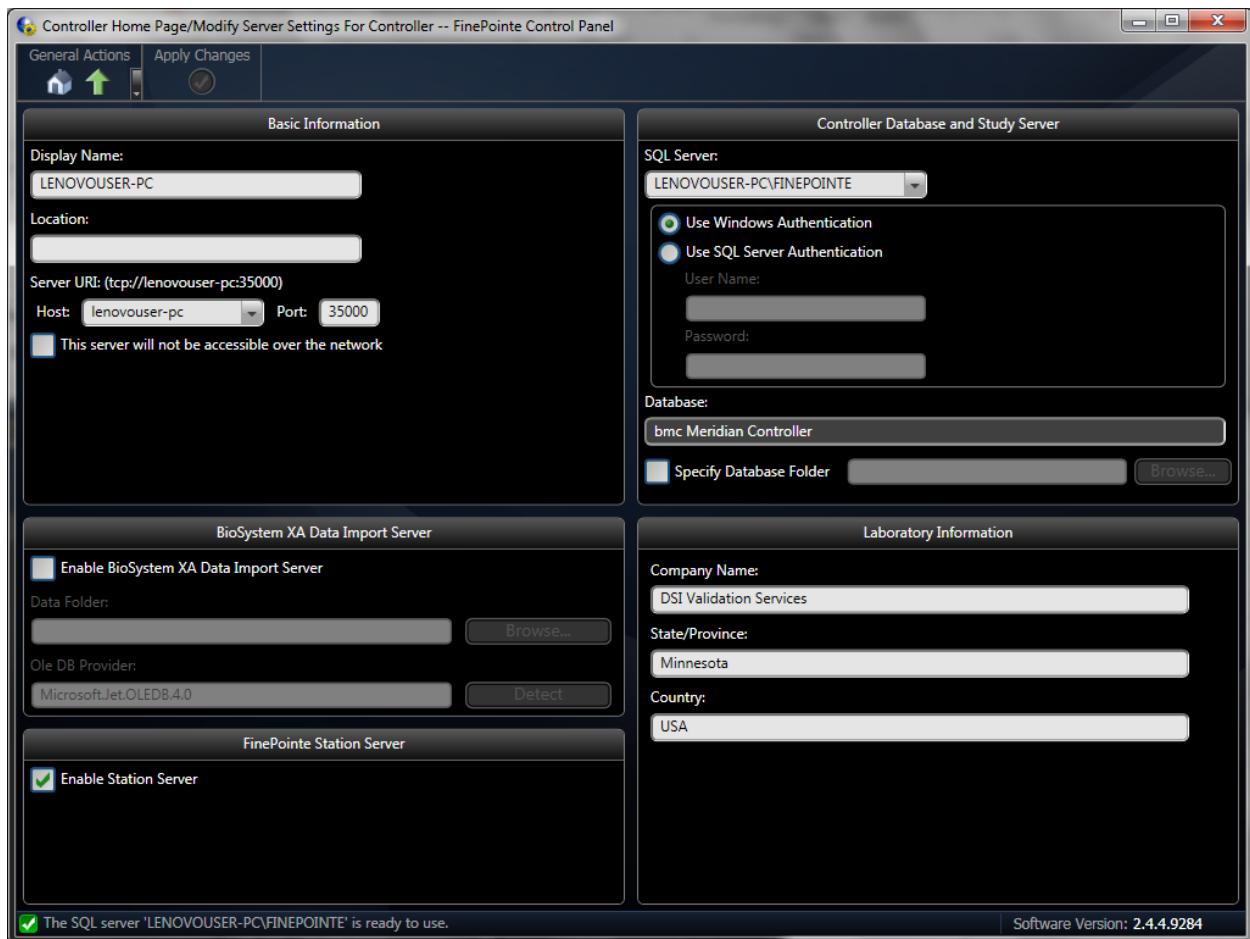 Controller Home Page/Modify Server Settings For Controller -- FinePointe Control Panel
General Actions
Apply Changes
Basic Information
Display Name:
LENOVOUSER-PC
Location:
Server URI: (tcp://lenovouser-pc:35000)
Host: lenovouser-pc Port: 35000
This server will not be accessible over the network
Controller Database and Study Server
SQL Server:
LENOVOUSER-PC\FINEPOINTE
Use Windows Authentication
Use SQL Server Authentication
User Name:
Password:
Database:
bmc Meridian Controller
Specify Database Folder Browse...
BioSystem XA Data Import Server
Enable BioSystem XA Data Import Server
Data Folder:
Browse...
Ole DB Provider:
Microsoft.Jet.OLEDB.4.0 Detect
Laboratory Information
Company Name:
DSI Validation Services
State/Province:
Minnesota
Country:
USA
FinePointe Station Server
Enable Station Server
The SQL server 'LENOVOUSER-PC\FINEPOINTE' is ready to use.
Software Version: 2.4.4.9284